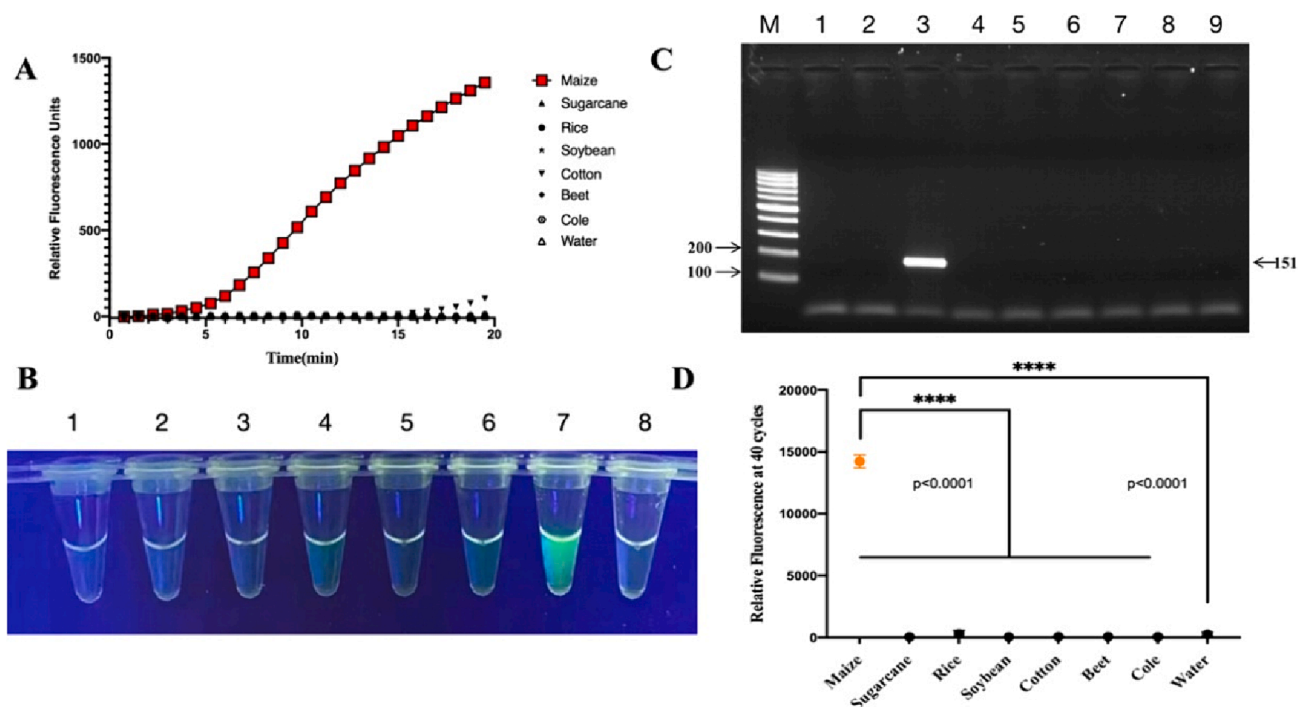 A
1500
1000
500
0
0 5 10 15 20
Relative Fluorescence Units
Time(min)
Maize
Sugarcane
Rice
Soybean
Cotton
Beet
Cole
Water
B
1 2 3 4 5 6 7 8
C
M 1 2 3 4 5 6 7 8 9
200
100
151
D
****
****
20000
15000
10000
5000
0
Relative Fluorescence at 40 cycles
p<0.0001 p<0.0001
Maize Sugarcane Rice Soybean Cotton Beet Cole Water